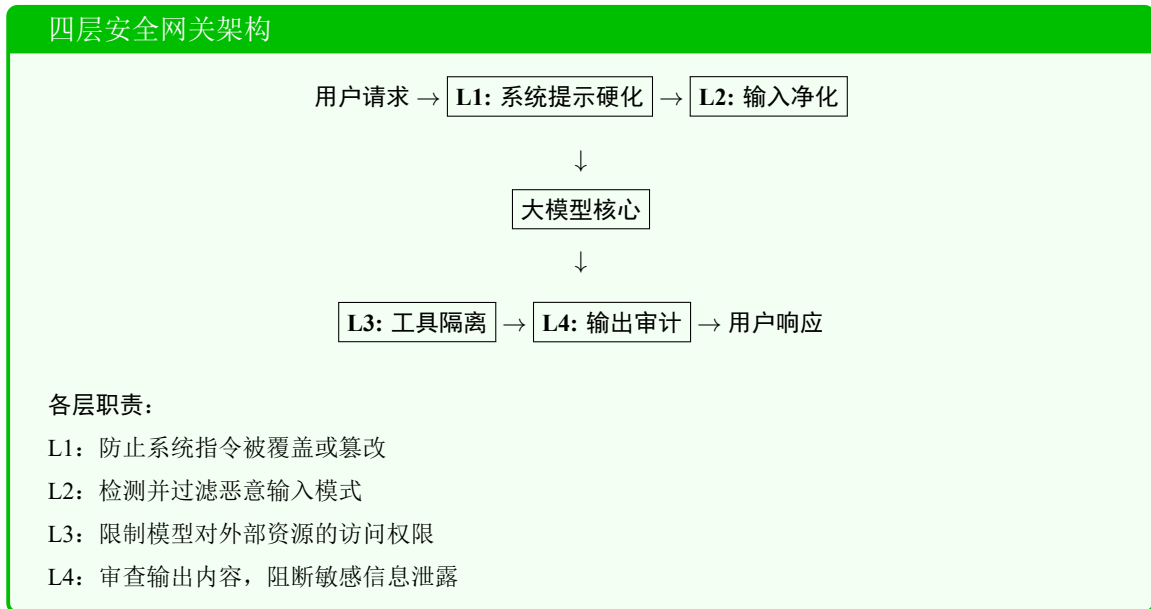 四层安全网关架构
用户请求 → L1: 系统提示硬化 → L2: 输入净化
↓
大模型核心
↓
L3: 工具隔离 → L4: 输出审计 → 用户响应
各层职责：
L1：防止系统指令被覆盖或篡改
L2：检测并过滤恶意输入模式
L3：限制模型对外部资源的访问权限
L4：审查输出内容，阻断敏感信息泄露